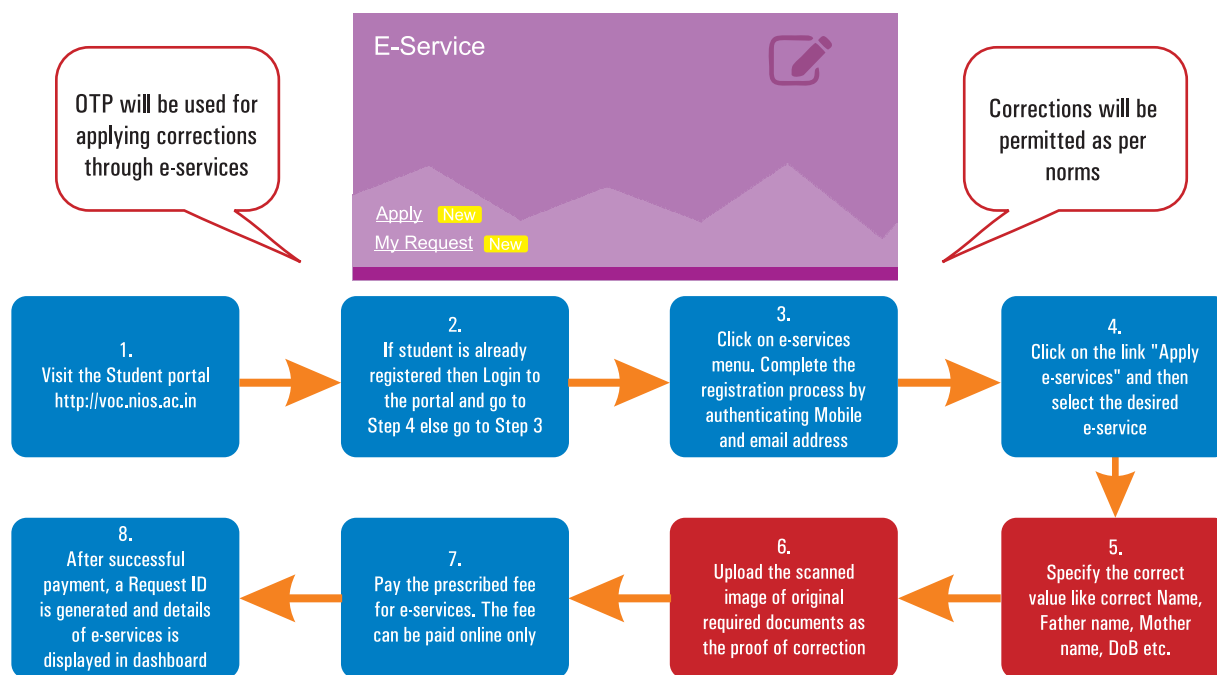 E-Service
OTP will be used for
applying corrections
through e-services
Corrections will be
permitted as per
norms
Apply New
My Request New
1.
Visit the Student portal
http://voc.nios.ac.in
2.
If student is already
registered then Login to
the portal and go to
Step 4 else go to Step 3
3.
Click on e-services
menu. Complete the
registration process by
authenticating Mobile
and email address
4.
Click on the link "Apply
e-services" and then
select the desired
e-service
5.
Specify the correct
value like correct Name,
Father name, Mother
name, DoB etc.
6.
Upload the scanned
image of original
required documents as
the proof of correction
7.
Pay the prescribed fee
for e-services. The fee
can be paid online only
8.
After successful
payment, a Request ID
is generated and details
of e-services is
displayed in dashboard